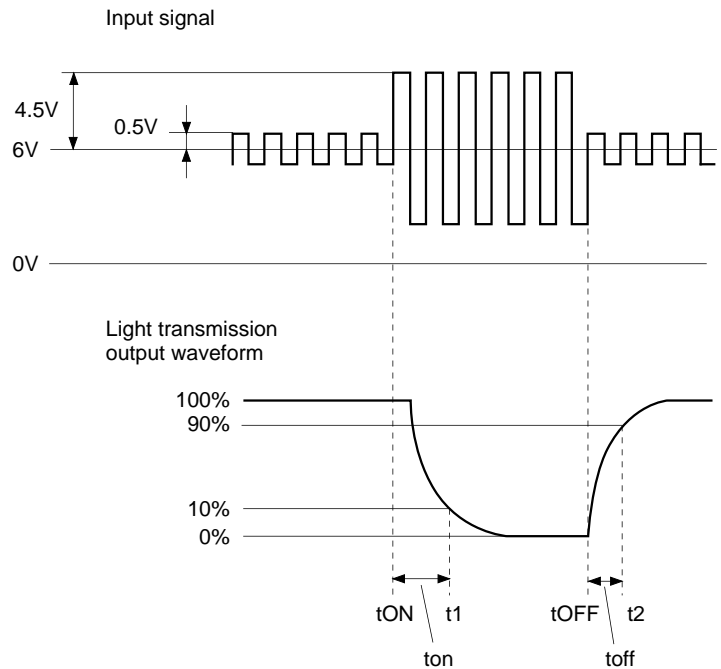 Input signal
4.5V
0.5V
6V
0V
Light transmission
output waveform
100%
90%
10%
0%
tON t1 tOFF t2
ton toff